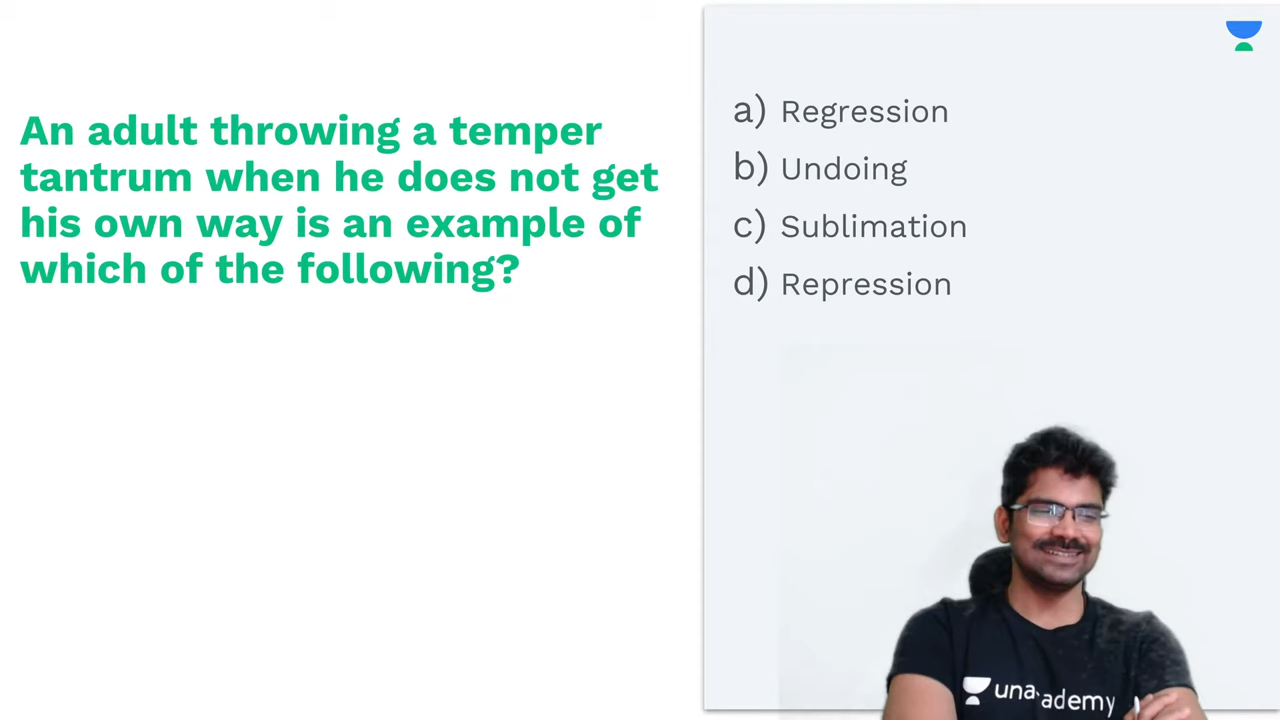 An adult throwing a temper
tantrum when he does not get
his own way is an example of
which of the following?
a) Regression
b) Undoing
c) Sublimation
d) Repression
unacademy